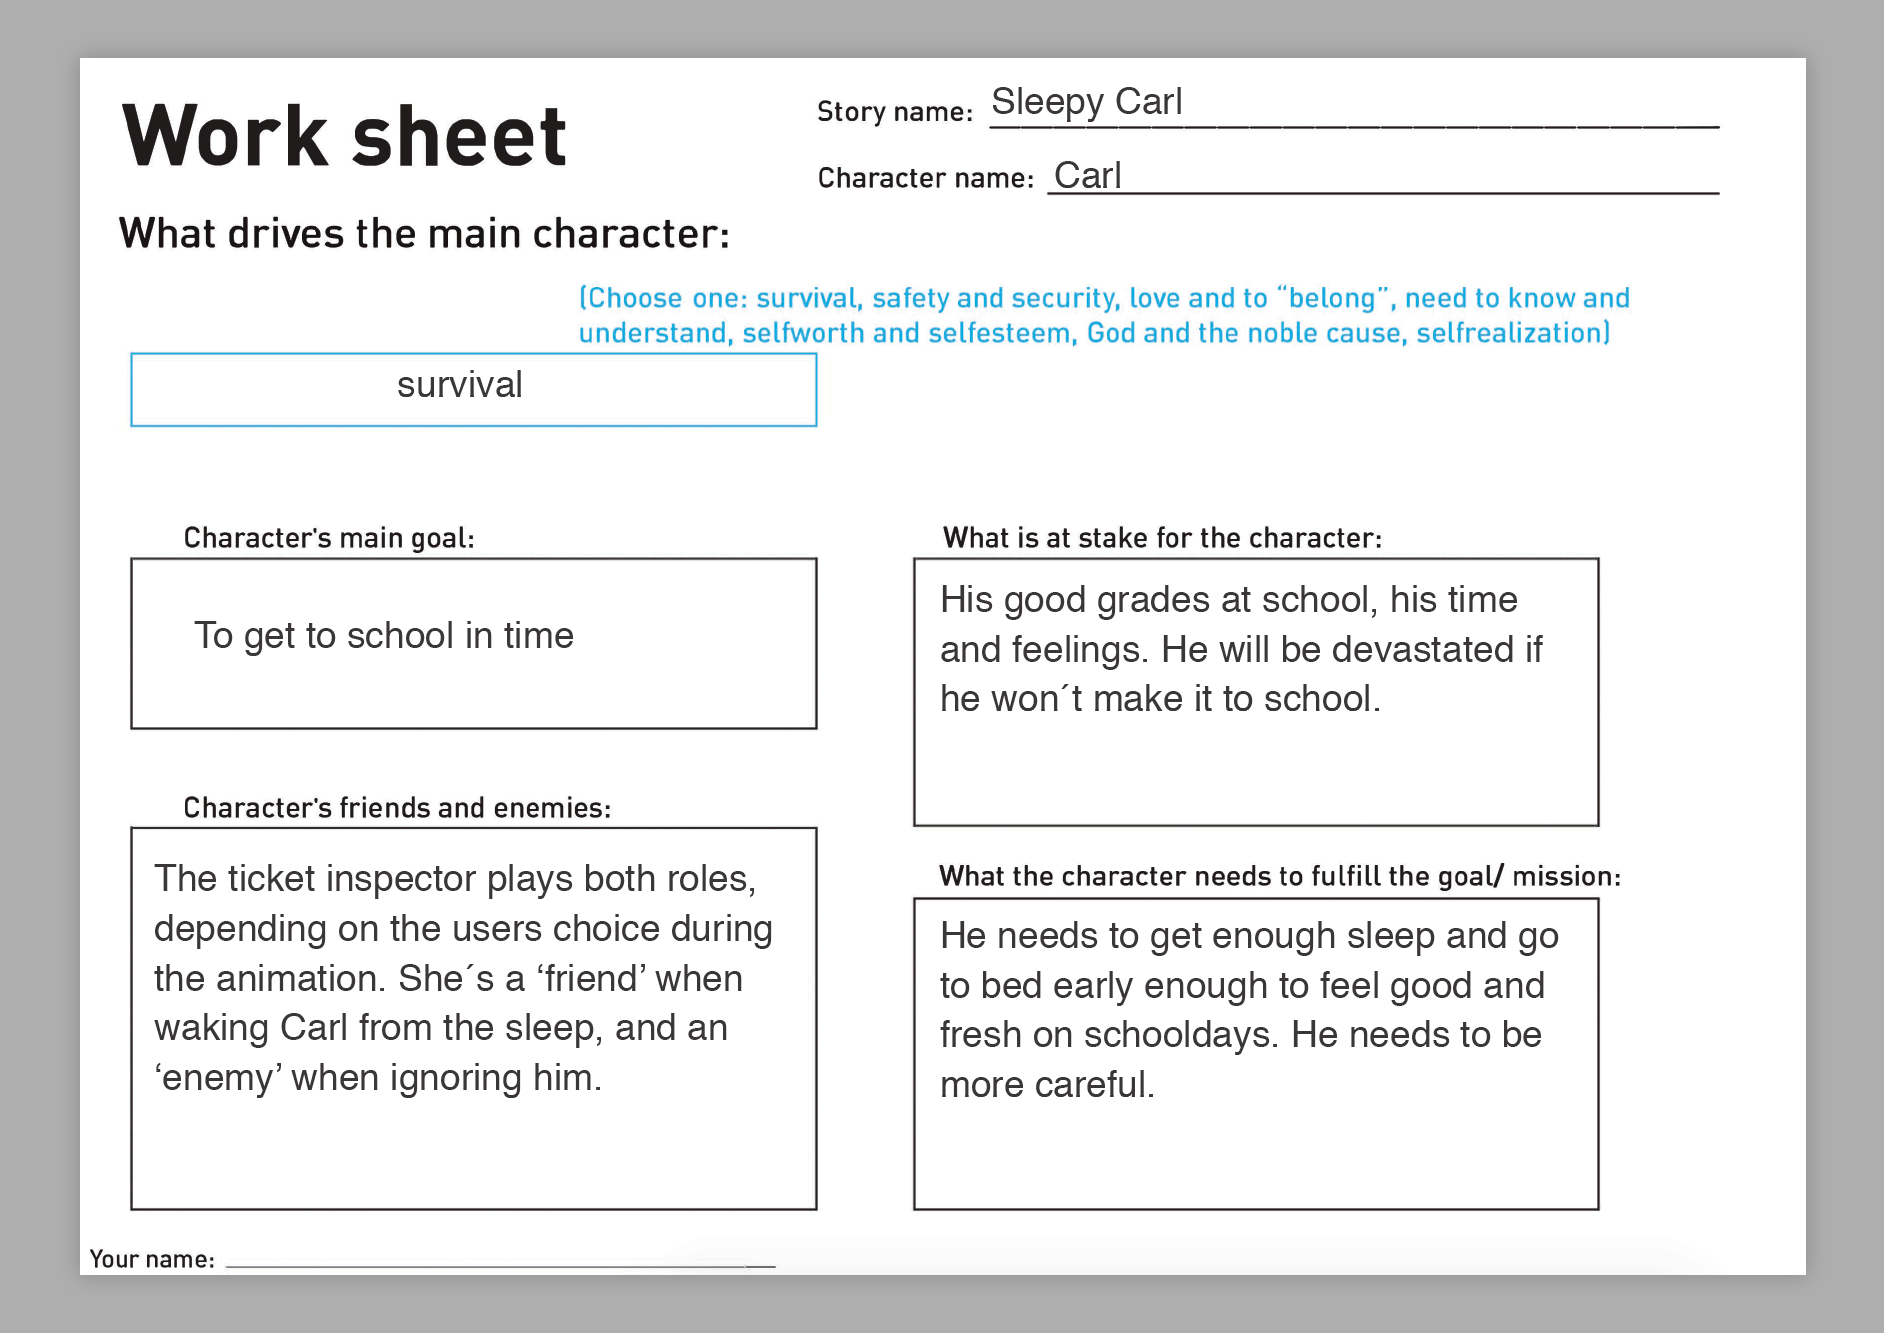 Work sheet
Story name: Sleepy Carl
Character name: Carl
What drives the main character:
(Choose one: survival, safety and security, love and to “belong”, need to know and
understand, selfworth and selfesteem, God and the noble cause, selfrealization)
survival
Character's main goal:
To get to school in time
What is at stake for the character:
His good grades at school, his time
and feelings. He will be devastated if
he won´t make it to school.
Character's friends and enemies:
The ticket inspector plays both roles,
depending on the users choice during
the animation. She´s a ‘friend’ when
waking Carl from the sleep, and an
‘enemy’ when ignoring him.
What the character needs to fulfill the goal/ mission:
He needs to get enough sleep and go
to bed early enough to feel good and
fresh on schooldays. He needs to be
more careful.
Your name: